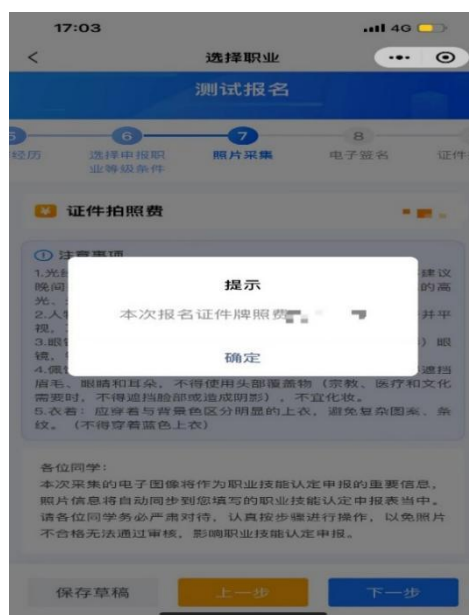 17:03
4G
选择职业
测试报名
5
6
7
8
经历
选择申报职
业等级条件
照片采集
电子签名
证件
¥ 证件拍照费
① 注意事项
1.光
建议
晚间
的高
光、
提示
2.人
并平
视,
本次报名证件牌照费
3.眼
眼
镜,
确定
4.佩
遮挡
眉毛、眼睛和耳朵,不得使用头部覆盖物(宗教、医疗和文化
需要时,不得遮挡脸部或造成阴影),不宜化妆。
5.衣着:应穿着与背景色区分明显的上衣,避免复杂图案、条
纹。(不得穿着蓝色上衣)
各位同学:
本次采集的电子图像将作为职业技能认定申报的重要信息,
照片信息将自动同步到您填写的职业技能认定申报表当中。
请各位同学务必严肃对待,认真按步骤进行操作,以免照片
不合格无法通过审核,影响职业技能认定申报。
保存草稿
上一步
下一步